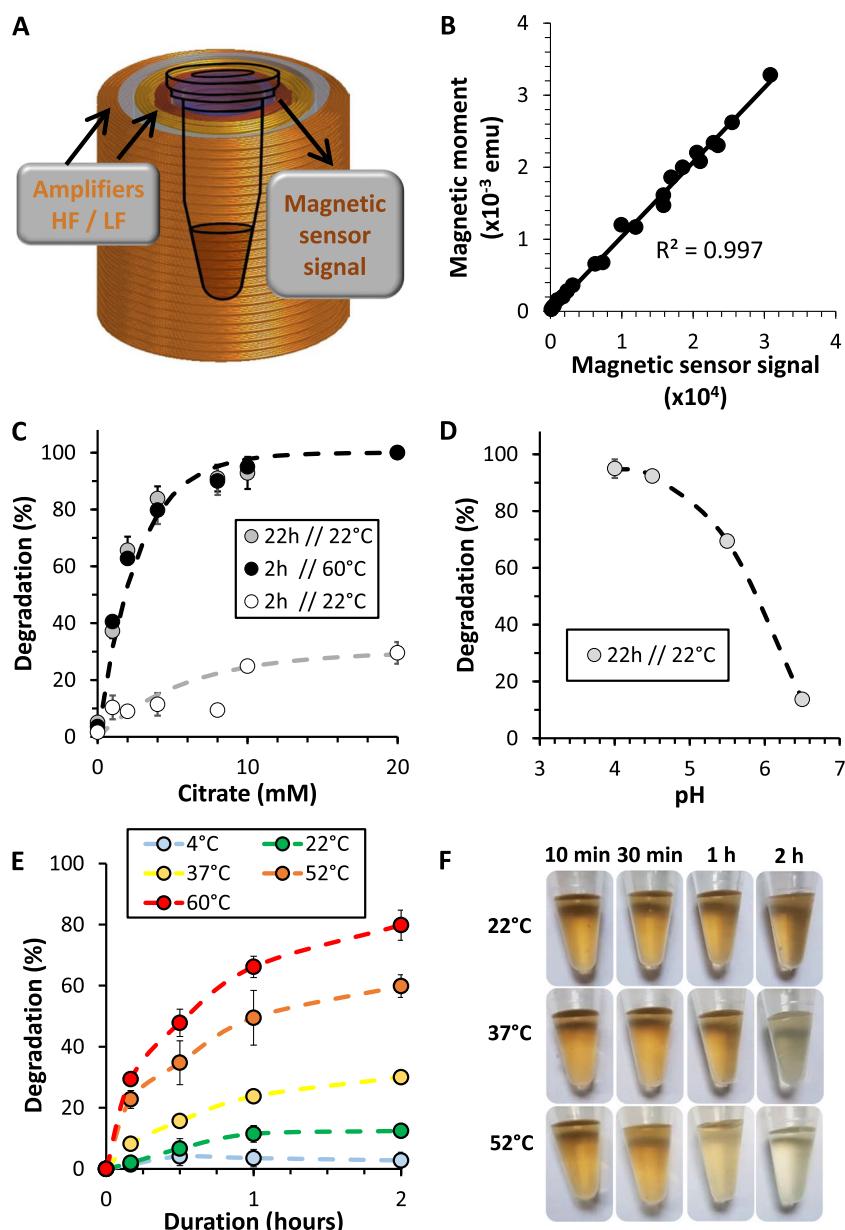 A
Amplifiers
HF / LF
Magnetic
sensor
signal
B
Magnetic moment
(x10⁻³ emu)
4
3
2
1
0
R² = 0.997
0 1 2 3 4
Magnetic sensor signal
(x10⁴)
C
Degradation (%)
100
80
60
40
20
0
22h // 22°C
2h // 60°C
2h // 22°C
0 10 20
Citrate (mM)
D
Degradation (%)
100
80
60
40
20
0
22h // 22°C
3 4 5 6 7
pH
E
Degradation (%)
100
80
60
40
20
0
4°C 22°C
37°C 52°C
60°C
0 1 2
Duration (hours)
F
10 min 30 min 1 h 2 h
22°C
37°C
52°C